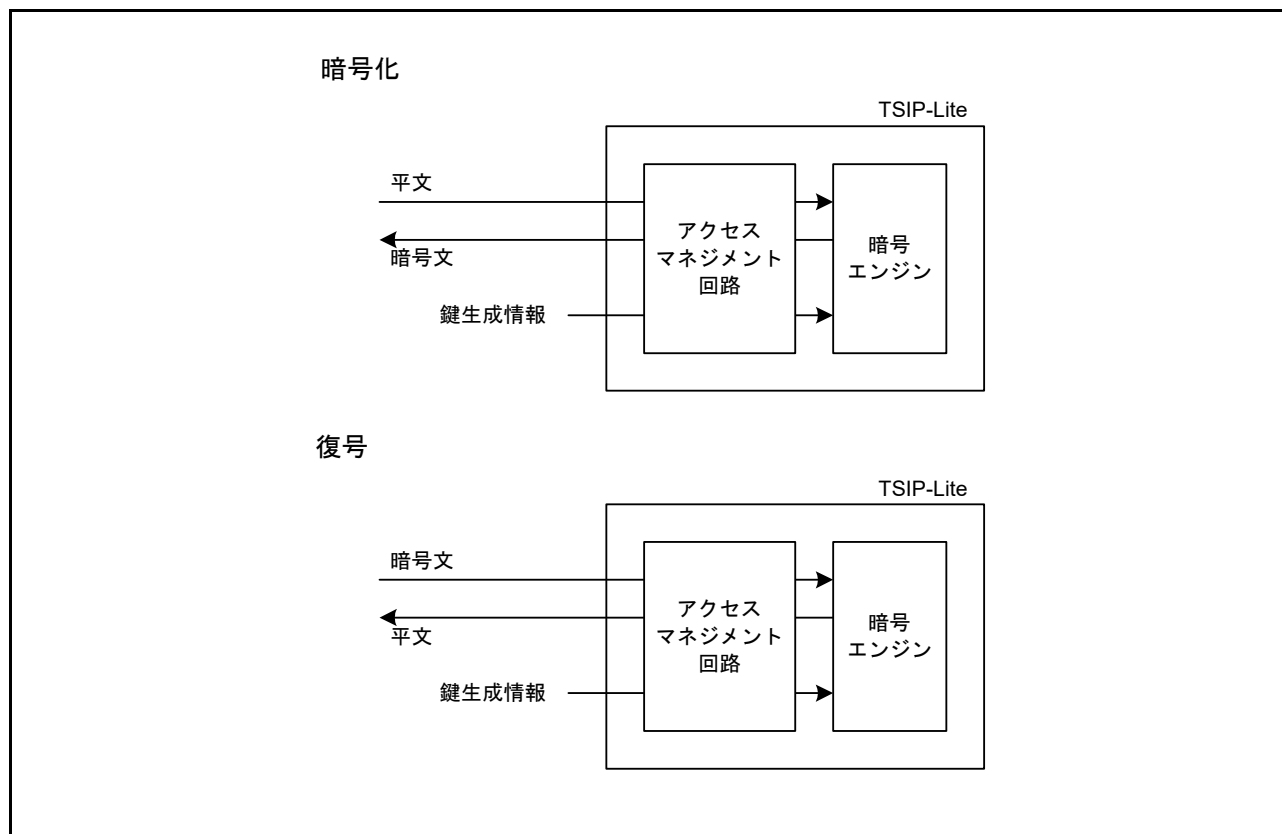 暗号化
TSIP-Lite
平文
暗号文
鍵生成情報
アクセス
マネジメント
回路
暗号
エンジン
復号
TSIP-Lite
暗号文
平文
鍵生成情報
アクセス
マネジメント
回路
暗号
エンジン